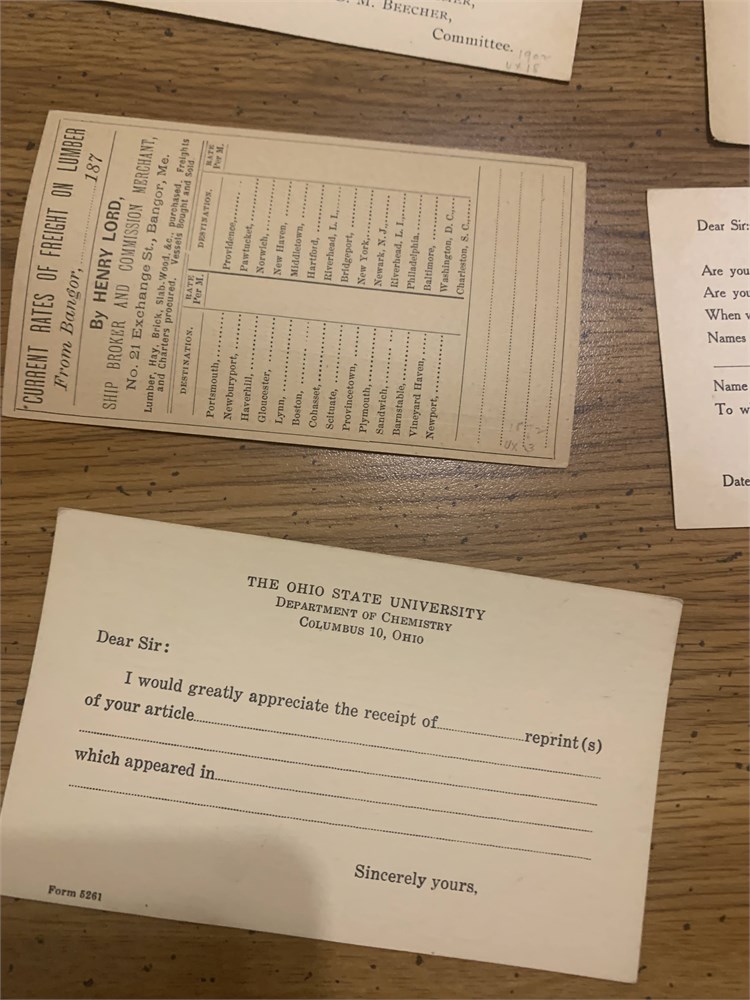 M. BEECHER,
Committee.
CURRENT RATES OF FREIGHT ON LUMBER
From Bangor, 187
By HENRY LORD,
SHIP BROKER AND COMMISSION MERCHANT,
No. 21 Exchange St., Bangor, Me.
Lumber, Hay, Brick, Slab-Wood, &c., purchased, Freights
and Charters procured. Vessels Bought and Sold.
DESTINATION. RATE Per M. DESTINATION. RATE Per M.
Portsmouth, Providence,
Newburyport, Pawtucket,
Haverhill, Norwich,
Gloucester, New Haven,
Lynn, Middletown,
Boston, Hartford,
Cohasset, Riverhead, L. I.,
Scituate, Bridgeport,
Provincetown, New York,
Plymouth, Newark, N. J.,
Sandwich, Riverhead, L. I.,
Barnstable, Philadelphia,
Vineyard Haven, Baltimore,
Newport, Washington, D. C.,
Charleston, S. C.,
Dear Sir:
Are you
Are you
When
Names
Name
To w
Date
THE OHIO STATE UNIVERSITY
DEPARTMENT OF CHEMISTRY
COLUMBUS 10, OHIO
Dear Sir:
I would greatly appreciate the receipt of reprint(s)
of your article
which appeared in
Sincerely yours,
Form 5261